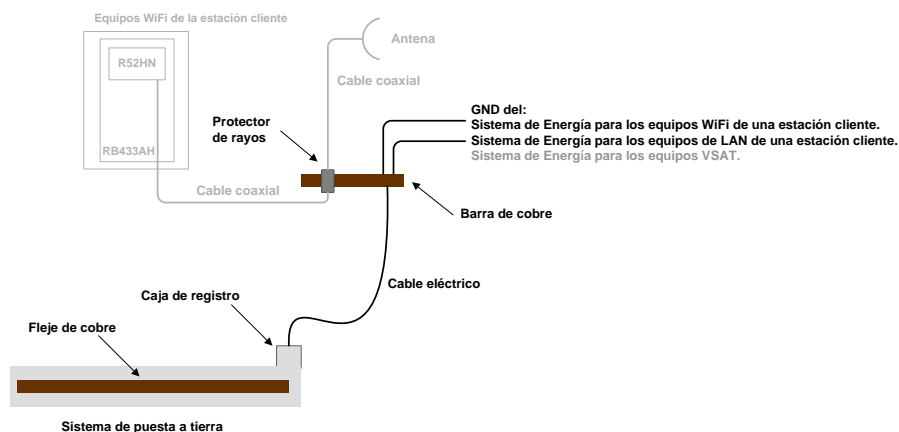 Equipos WiFi de la estación cliente
R52HN
RB433AH
Antena
Cable coaxial
Protector
de rayos
GND del:
Sistema de Energía para los equipos WiFi de una estación cliente.
Sistema de Energía para los equipos de LAN de una estación cliente.
Sistema de Energía para los equipos VSAT.
Cable coaxial
Barra de cobre
Cable eléctrico
Caja de registro
Fleje de cobre
Sistema de puesta a tierra